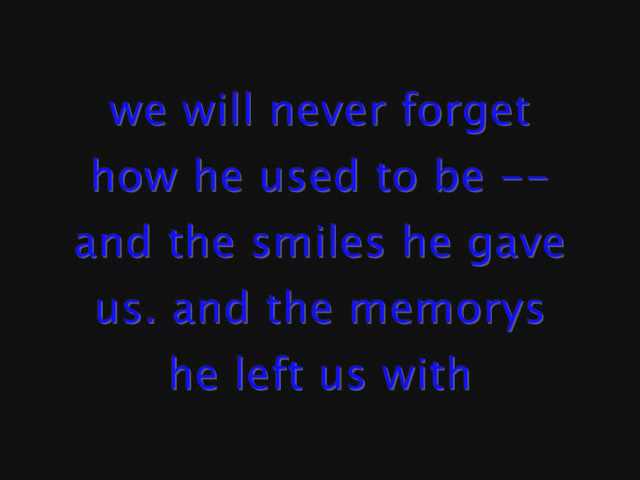 we will never forget
how he used to be --
and the smiles he gave
us. and the memorys
he left us with